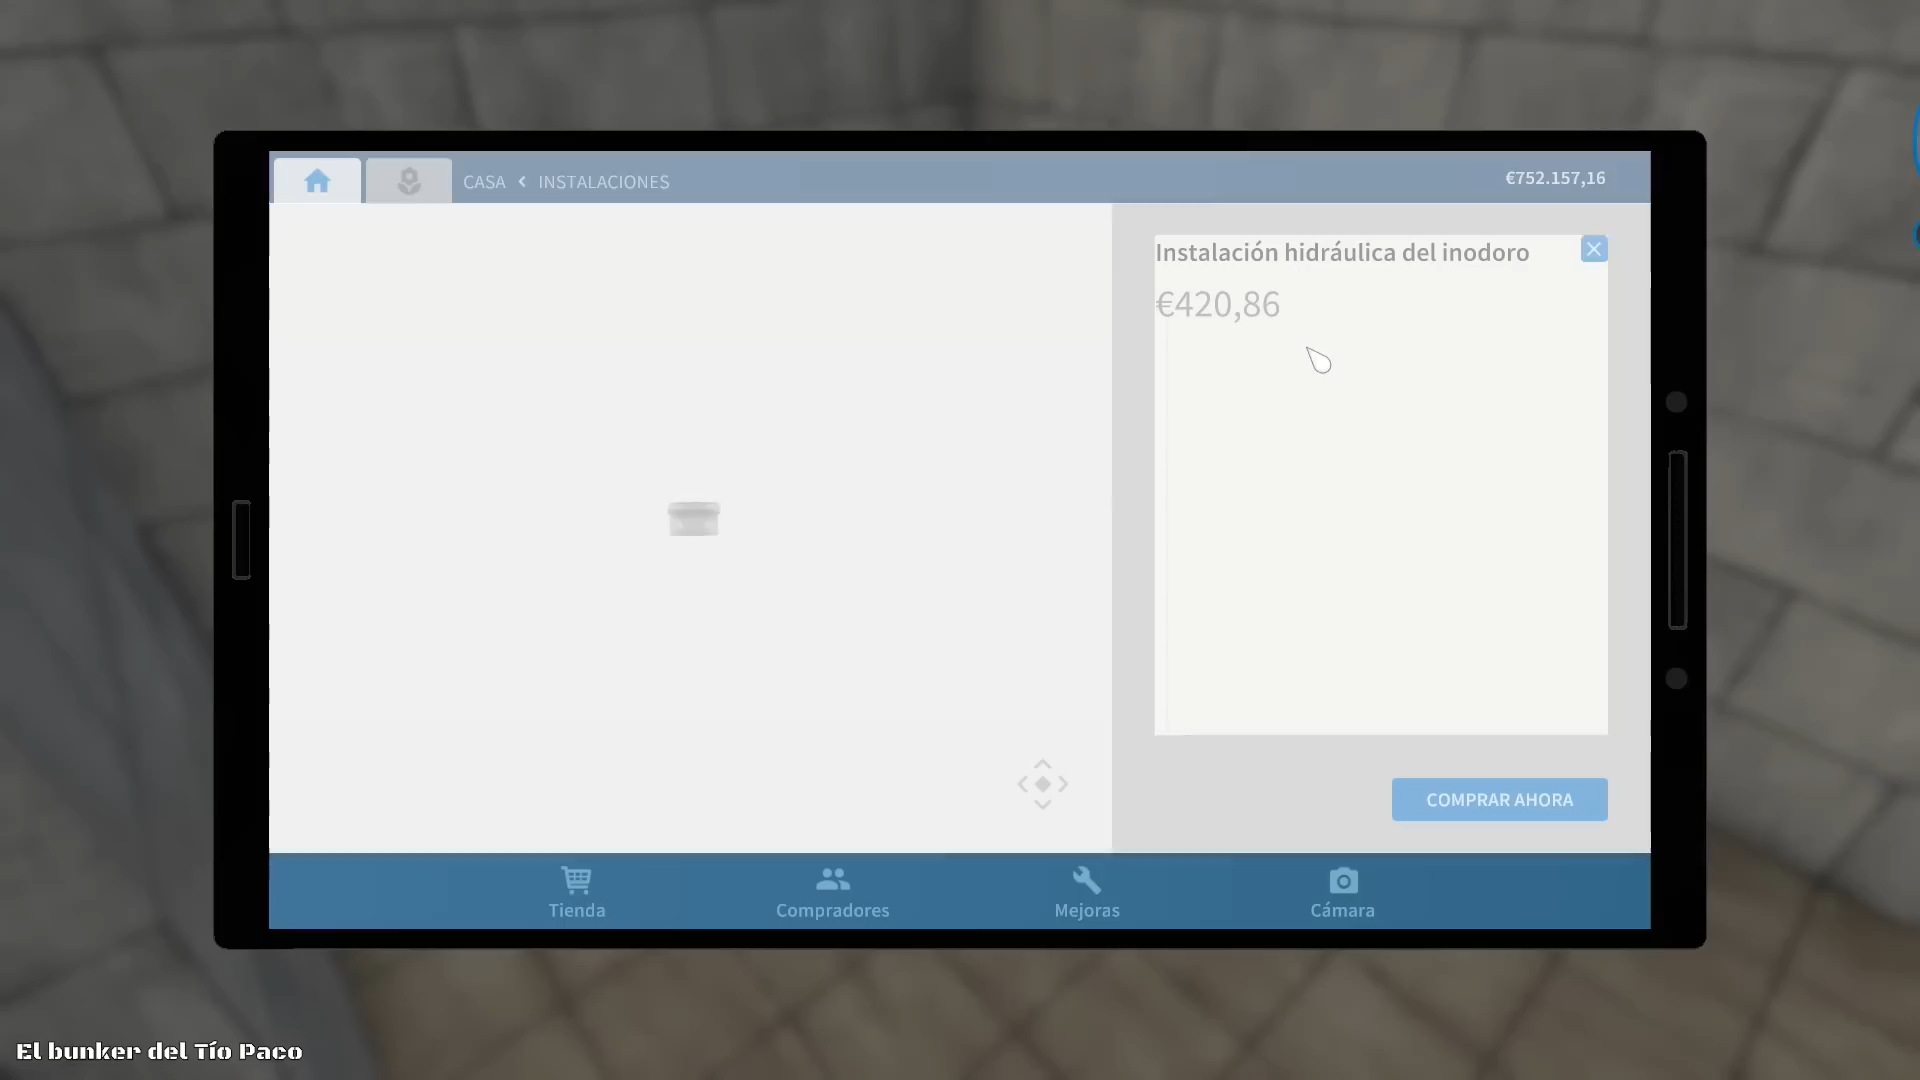 CASA < INSTALACIONES
€752.157,16
Instalación hidráulica del inodoro
€420,86
COMPRAR AHORA
Tienda
Compradores
Mejoras
Cámara
El bunker del Tío Paco